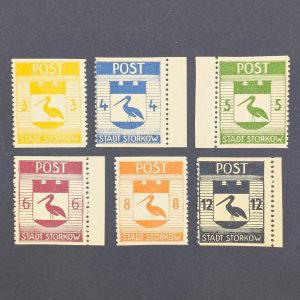 POST
3 3
STADT STORKOW
POST
4 4
STADT STORKOW
POST
5 5
STADT STORKOW
POST
6 6
STADT STORKOW
POST
8 8
STADT STORKOW
POST
12 12
STADT STORKOW